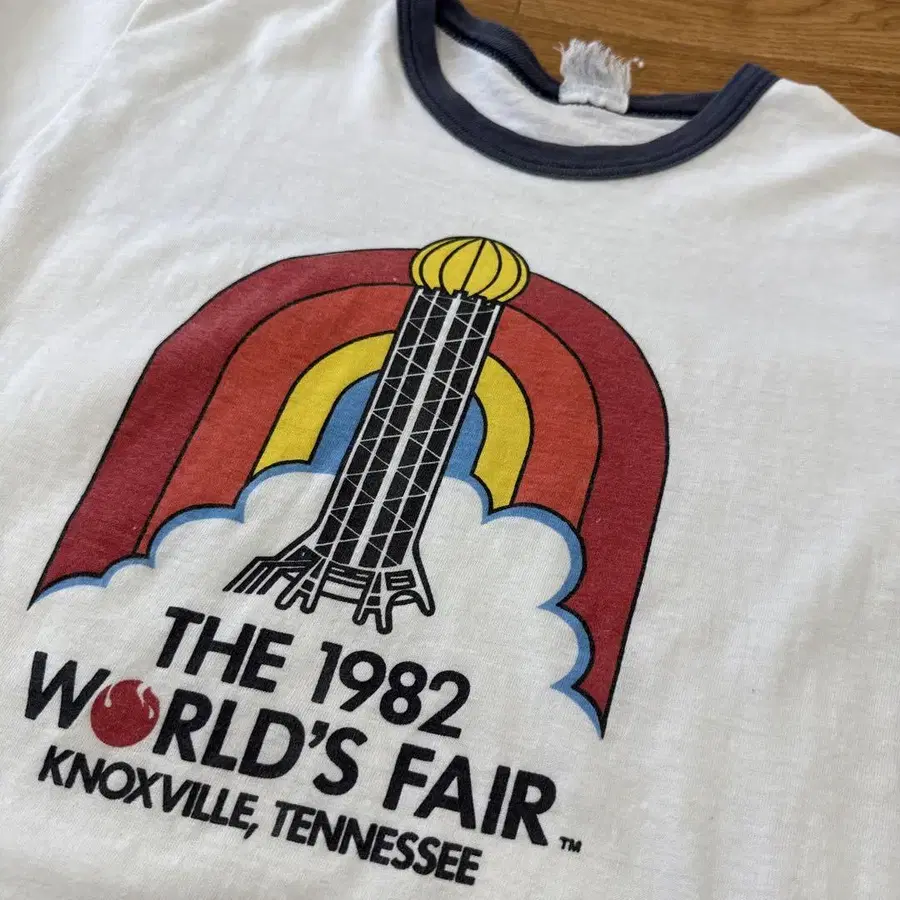 THE 1982
WORLD'S FAIR ™
KNOXVILLE, TENNESSEE